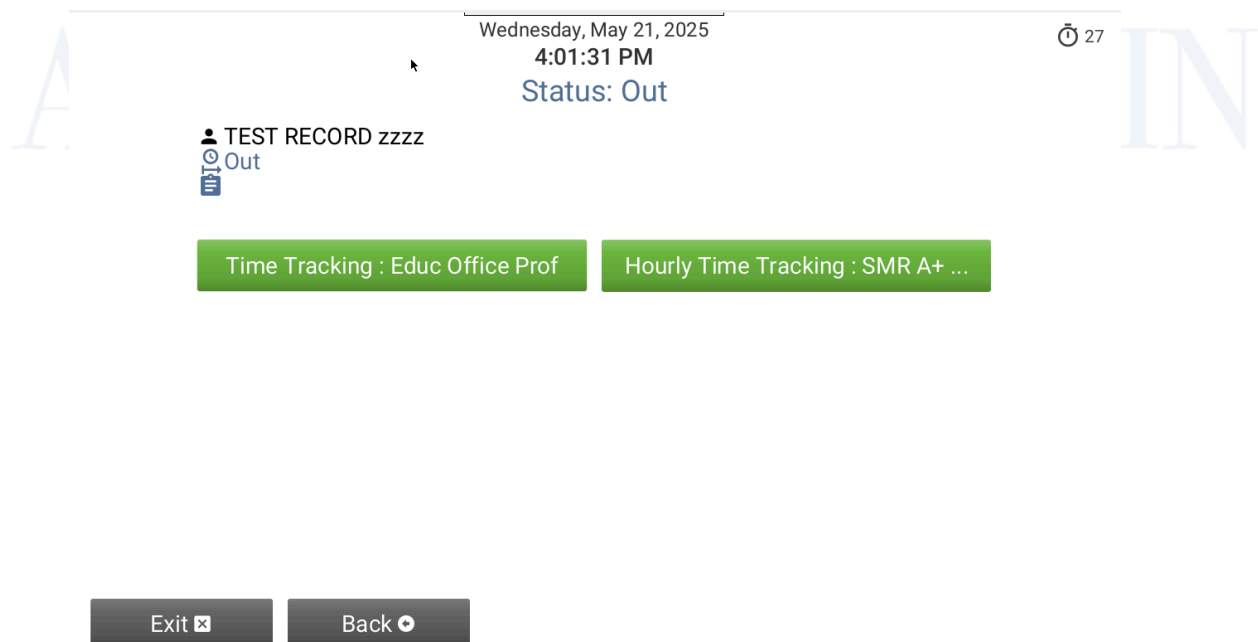 Wednesday, May 21, 2025
27
4:01:31 PM
Status: Out
TEST RECORD zzzz
Out
Time Tracking : Educ Office Prof
Hourly Time Tracking : SMR A+ ...
Exit
Back